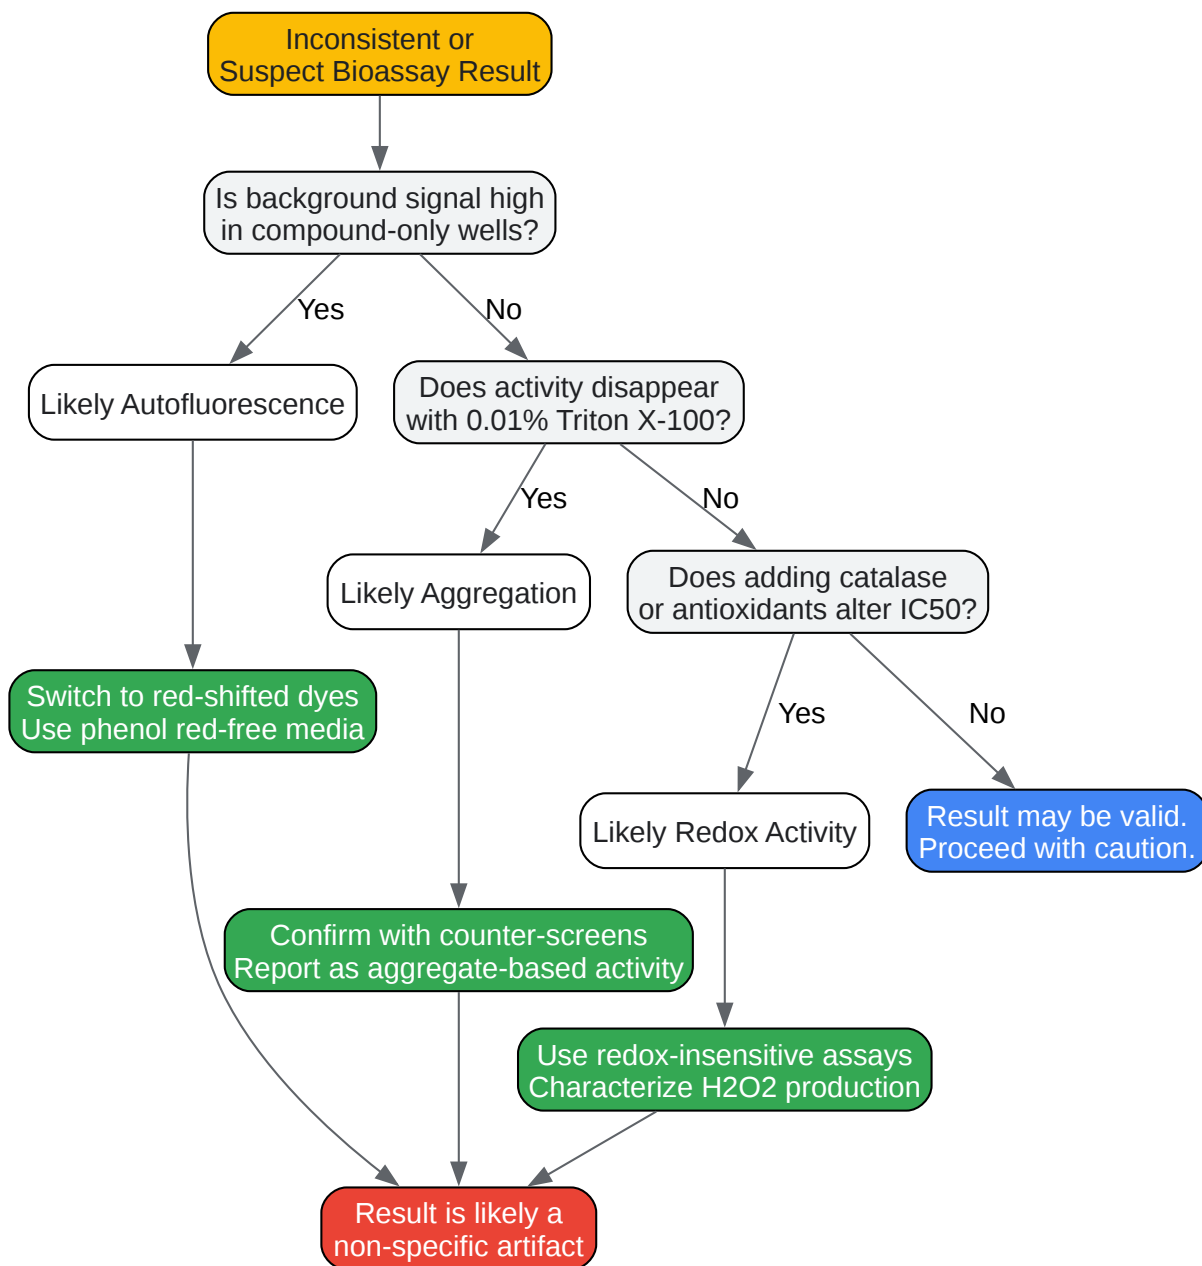 Inconsistent or
Suspect Bioassay Result
Is background signal high
in compound-only wells?
Yes
No
Likely Autofluorescence
Does activity disappear
with 0.01% Triton X-100?
Yes
No
Likely Aggregation
Does adding catalase
or antioxidants alter IC50?
Switch to red-shifted dyes
Use phenol red-free media
Yes
No
Likely Redox Activity
Result may be valid.
Proceed with caution.
Confirm with counter-screens
Report as aggregate-based activity
Use redox-insensitive assays
Characterize H2O2 production
Result is likely a
non-specific artifact